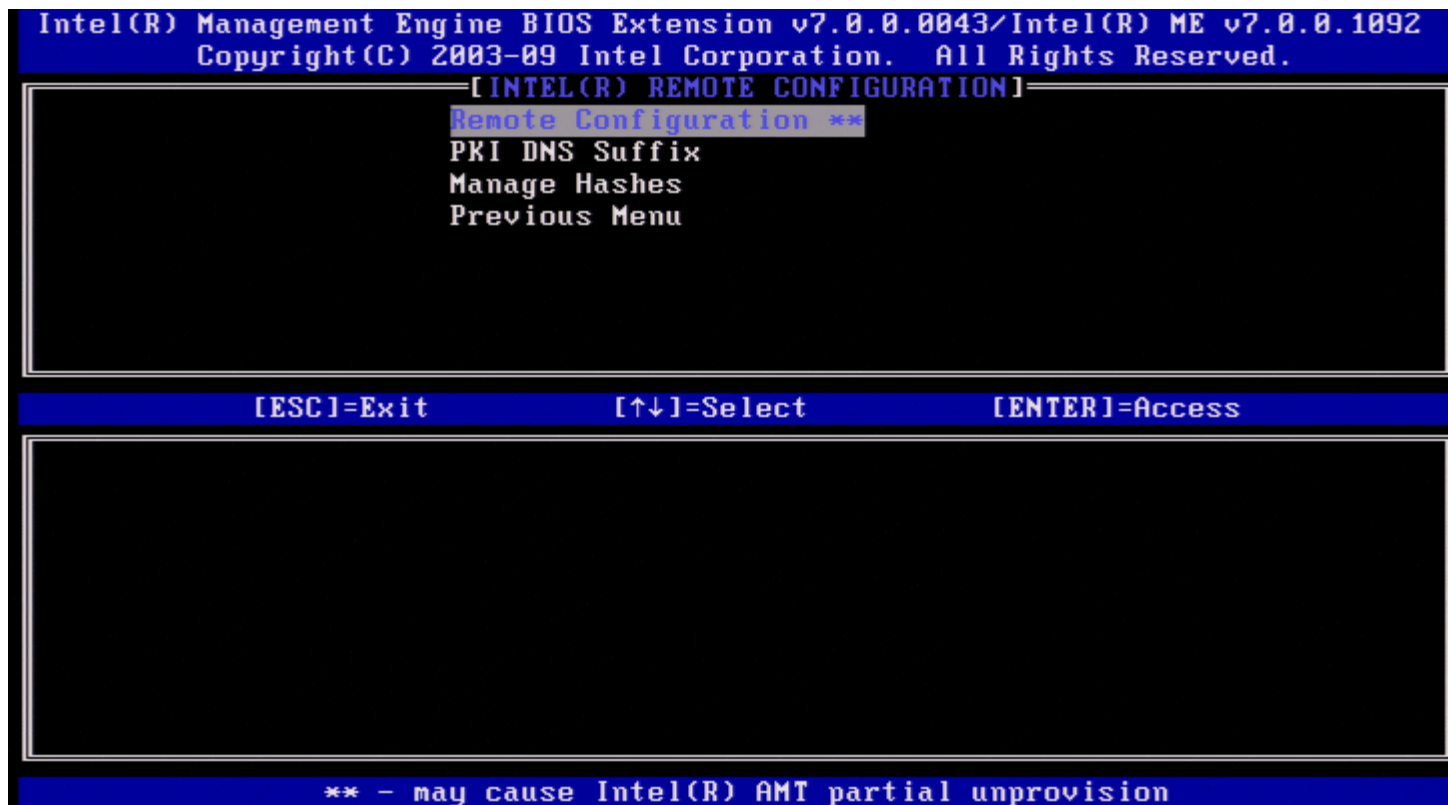 Intel(R) Management Engine BIOS Extension v7.0.0.0043/Intel(R) ME v7.0.0.1092
Copyright(C) 2003-09 Intel Corporation. All Rights Reserved.
[INTEL(R) REMOTE CONFIGURATION]
Remote Configuration **
PKI DNS Suffix
Manage Hashes
Previous Menu
[ESC]=Exit [↑↓]=Select [ENTER]=Access
** - may cause Intel(R) AMT partial unprovision